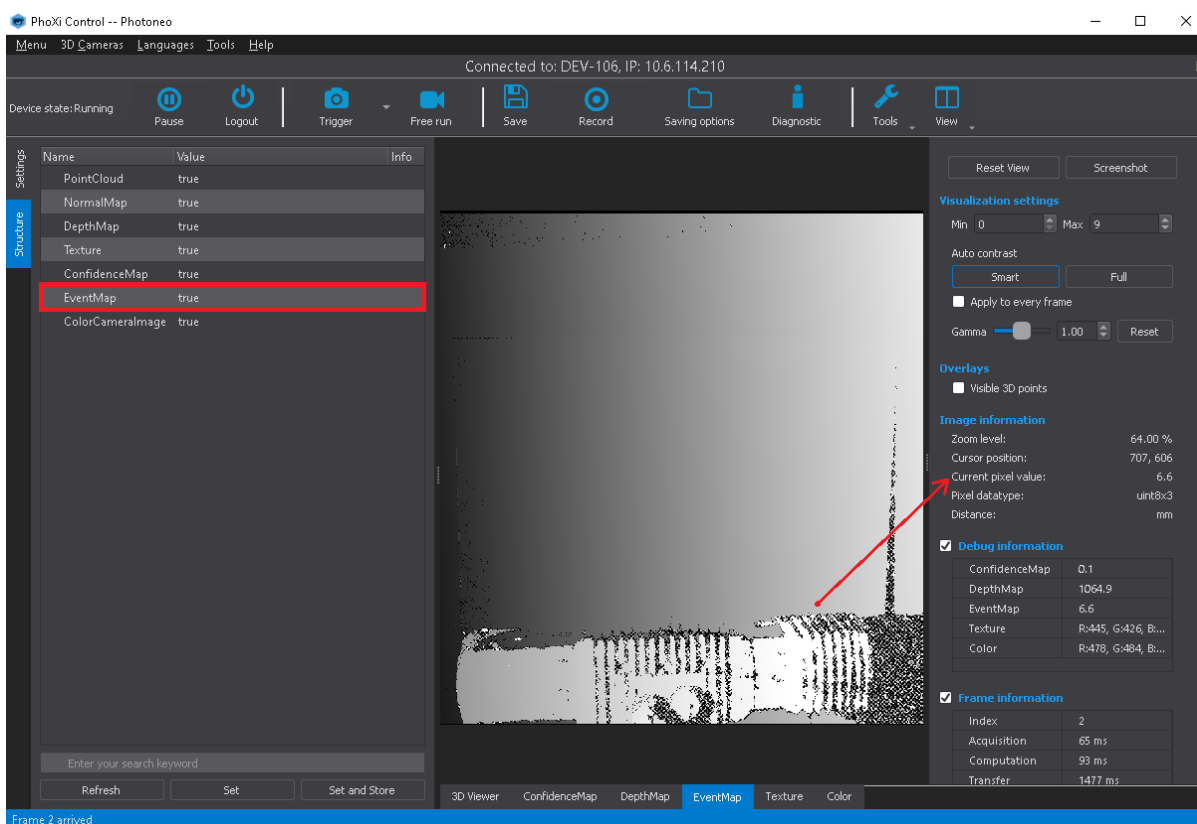 PhoXi Control -- Photoneo
Menu 3D Cameras Languages Tools Help
Connected to: DEV-106, IP: 10.6.114.210
Device state: Running
Pause Logout Trigger Free run Save Record Saving options Diagnostic Tools View
Settings
Structure
Name Value Info
PointCloud true
NormalMap true
DepthMap true
Texture true
ConfidenceMap true
EventMap true
ColorCameraImage true
Enter your search keyword
Refresh Set Set and Store
3D Viewer ConfidenceMap DepthMap EventMap Texture Color
Reset View Screenshot
Visualization settings
Min 0 Max 9
Auto contrast
Smart Full
Apply to every frame
Gamma 1.00 Reset
Overlays
Visible 3D points
Image information
Zoom level: 64.00 %
Cursor position: 707, 606
Current pixel value: 6.6
Pixel datatype: uint8x3
Distance: mm
Debug information
ConfidenceMap 0.1
DepthMap 1064.9
EventMap 6.6
Texture R:445, G:426, B:...
Color R:478, G:484, B:...
Frame information
Index 2
Acquisition 65 ms
Computation 93 ms
Transfer 1477 ms
Frame 2 arrived